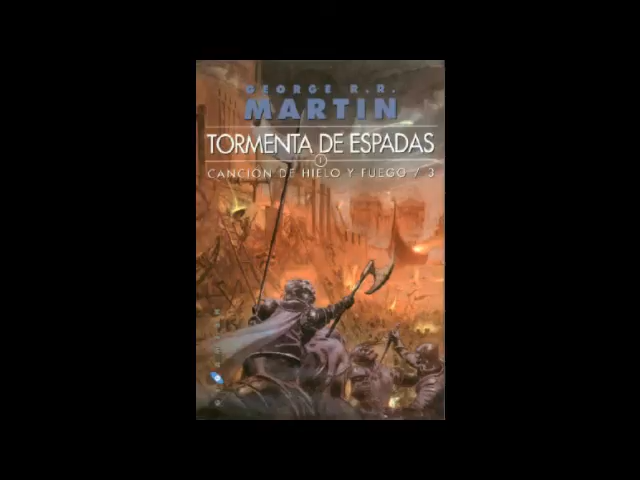 GEORGE R.R.
MARTIN
TORMENTA DE ESPADAS
1
CANCIÓN DE HIELO Y FUEGO / 3